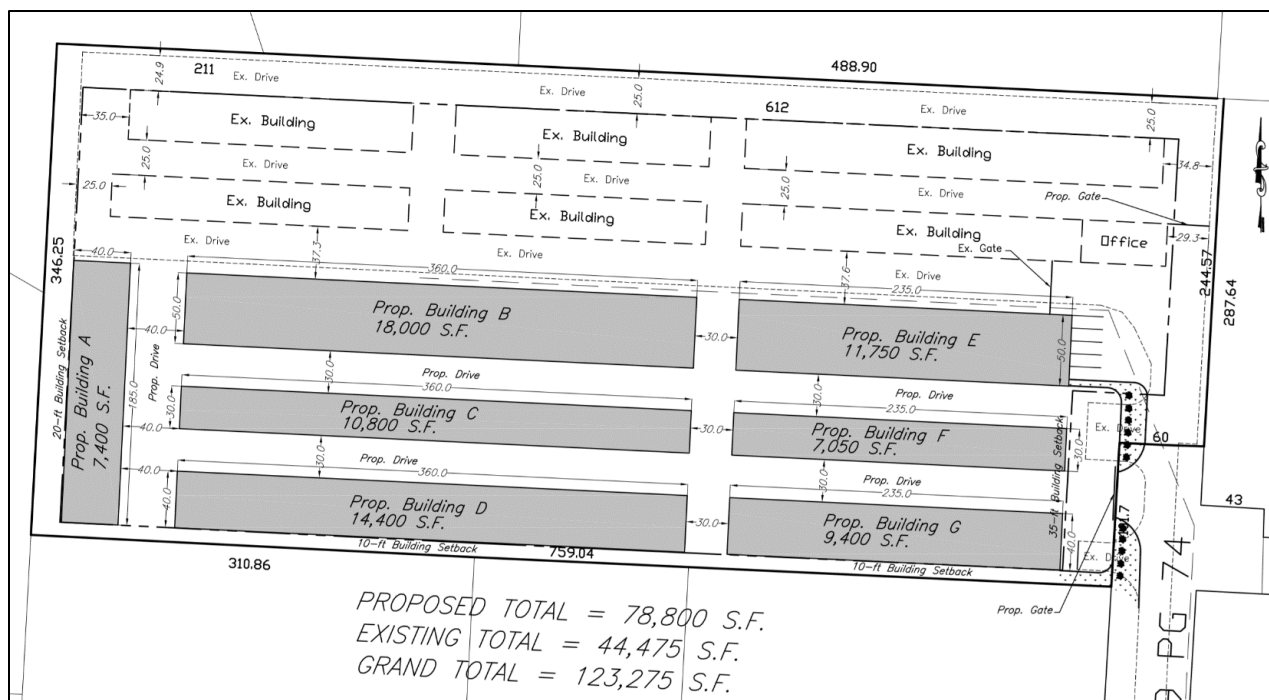 211
Ex. Drive
488.90
24.9
25.0
612
Ex. Drive
Ex. Drive
25.0
35.0
Ex. Building
Ex. Building
Ex. Building
34.8
25.0
Ex. Drive
25.0
Ex. Drive
25.0
Ex. Drive
Prop. Gate
25.0
Ex. Building
Ex. Building
Ex. Building
Office
29.3
Ex. Gate
346.25
40.0
Ex. Drive
37.3
Ex. Drive
360.0
37.6
Ex. Drive
235.0
244.57
287.64
20-ft Building Setback
Prop. Building A
7,400 S.F.
185.0
50.0
40.0
Prop. Building B
18,000 S.F.
30.0
Prop. Building E
11,750 S.F.
50.0
Prop. Drive
30.0
Prop. Drive
360.0
30.0
Prop. Drive
235.0
30.0
40.0
Prop. Building C
10,800 S.F.
30.0
Prop. Building F
7,050 S.F.
30.0
35-ft Building Setback
60
40.0
30.0
Prop. Drive
360.0
30.0
Prop. Drive
235.0
40.0
Prop. Building D
14,400 S.F.
30.0
Prop. Building G
9,400 S.F.
40.0
43
10-ft Building Setback
759.04
10-ft Building Setback
310.86
Prop. Gate
PG 74
PROPOSED TOTAL = 78,800 S.F.
EXISTING TOTAL = 44,475 S.F.
GRAND TOTAL = 123,275 S.F.